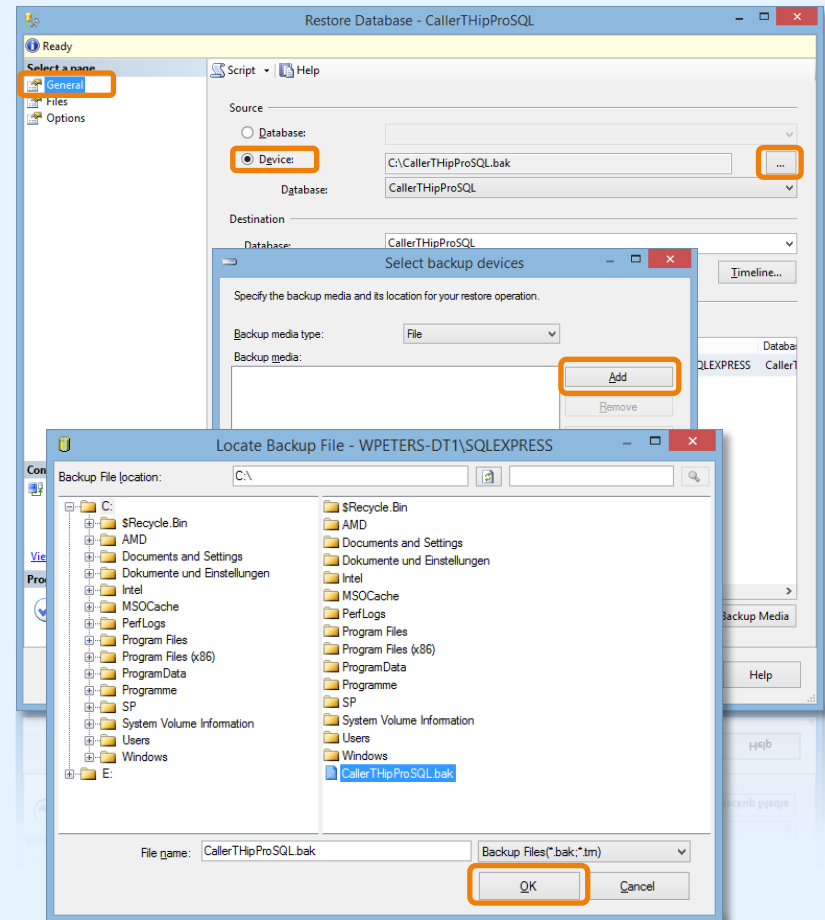 Restore Database - CallerTHipProSQL
Ready
Select a page
General
Files
Options
Script Help
Source
Database:
Device: C:\CallerTHipProSQL.bak ...
Database: CallerTHipProSQL
Destination
Database: CallerTHipProSQL
Timeline...
Select backup devices
Specify the backup media and its location for your restore operation.
Backup media type: File
Backup media:
Add
Remove
Databa
QLEXPRESS CallerT
Locate Backup File - WPETERS-DT1\SQLEXPRESS
Backup File location: C:\
Con
Vie
Pro
C:
$Recycle.Bin
AMD
Documents and Settings
Dokumente und Einstellungen
Intel
MSOCache
PerfLogs
Program Files
Program Files (x86)
ProgramData
Programme
SP
System Volume Information
Users
Windows
E:
$Recycle.Bin
AMD
Documents and Settings
Dokumente und Einstellungen
Intel
MSOCache
PerfLogs
Program Files
Program Files (x86)
ProgramData
Programme
SP
System Volume Information
Users
Windows
CallerTHipProSQL.bak
Backup Media
Help
File name: CallerTHipProSQL.bak Backup Files(*.bak;*.trn)
OK Cancel